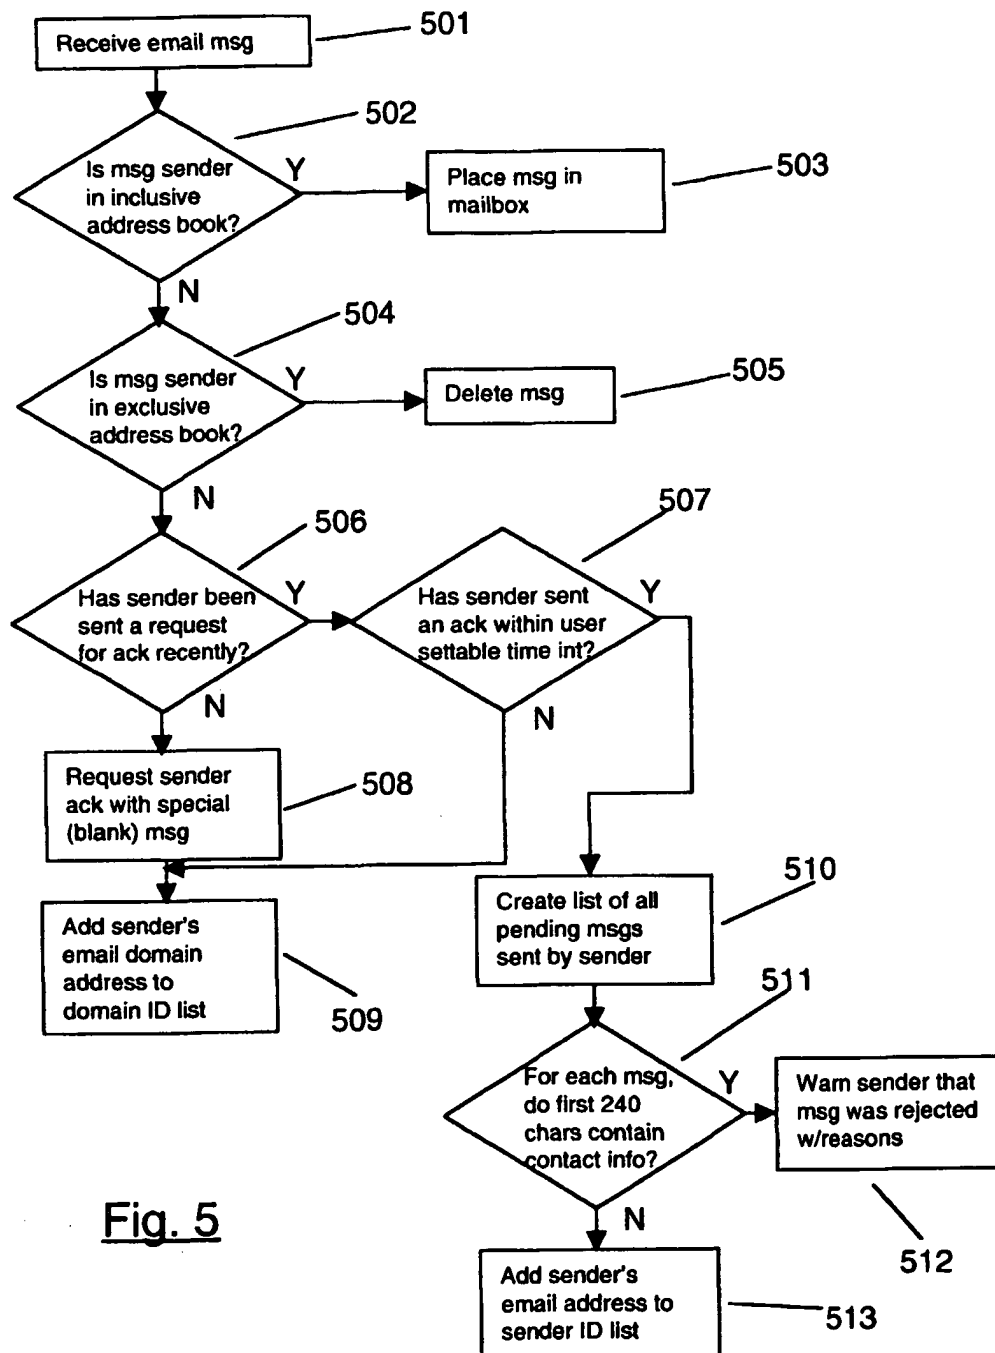 Receive email msg
501
502
Is msg sender
in inclusive
address book?
Y
Place msg in
mailbox
503
N
504
Is msg sender
in exclusive
address book?
Y
Delete msg
505
N
506
Has sender been
sent a request
for ack recently?
Y
507
Has sender sent
an ack within user
settable time int?
Y
N
N
Request sender
ack with special
(blank) msg
508
Add sender's
email domain
address to
domain ID list
509
Create list of all
pending msgs
sent by sender
510
511
For each msg,
do first 240
chars contain
contact info?
Y
Warn sender that
msg was rejected
w/reasons
512
N
Add sender's
email address to
sender ID list
513
Fig. 5